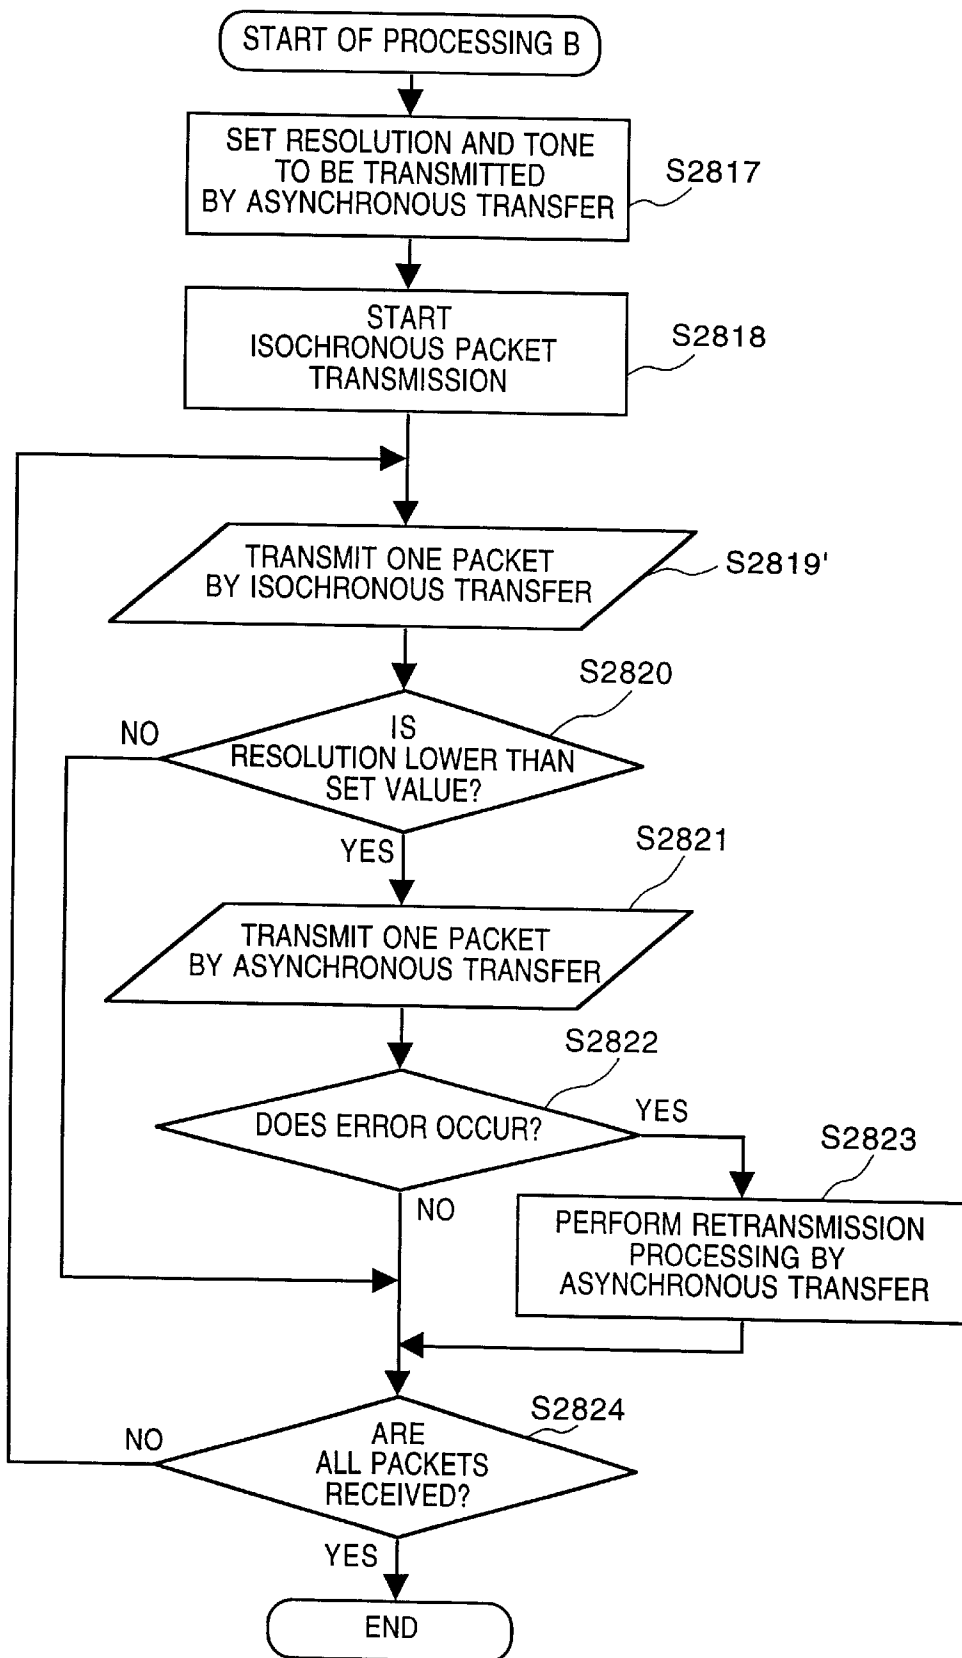 START OF PROCESSING B
SET RESOLUTION AND TONE
TO BE TRANSMITTED
BY ASYNCHRONOUS TRANSFER
S2817
START
ISOCHRONOUS PACKET
TRANSMISSION
S2818
TRANSMIT ONE PACKET
BY ISOCHRONOUS TRANSFER
S2819'
S2820
NO
IS
RESOLUTION LOWER THAN
SET VALUE?
YES
S2821
TRANSMIT ONE PACKET
BY ASYNCHRONOUS TRANSFER
S2822
DOES ERROR OCCUR?
YES
NO
S2823
PERFORM RETRANSMISSION
PROCESSING BY
ASYNCHRONOUS TRANSFER
S2824
NO
ARE
ALL PACKETS
RECEIVED?
YES
END